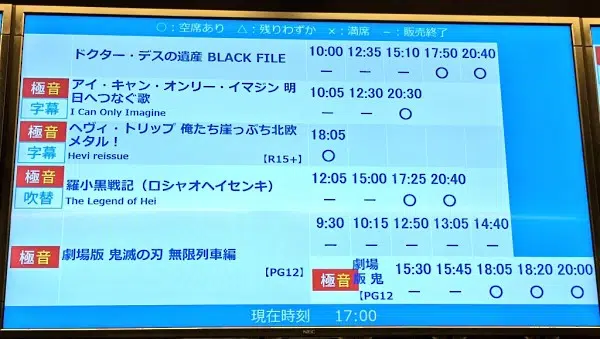 ○：空席あり △：残りわずか ×：満席 −：販売終了
ドクター・デスの遺産 BLACK FILE
10:00 12:35 15:10 17:50 20:40
－ － － ○ ○
極音
字幕
アイ・キャン・オンリー・イマジン 明
日へつなぐ歌
I Can Only Imagine
10:05 12:30 20:30
－ － ○
極音
字幕
ヘヴィ・トリップ 俺たち崖っぷち北欧
メタル！
Hevi reissue 【R15+】
18:05
○
極音
吹替
羅小黒戦記（ロシャオヘイセンキ）
The Legend of Hei
12:05 15:00 17:25 20:40
－ － ○ ○
極音
劇場版 鬼滅の刃 無限列車編
【PG12】
9:30 10:15 12:50 13:05 14:40
－ － － － －
極音
劇場
版 鬼
【PG12
15:30 15:45 18:05 18:20 20:00
－ － ○ ○ ○
現在時刻 17:00
NEC